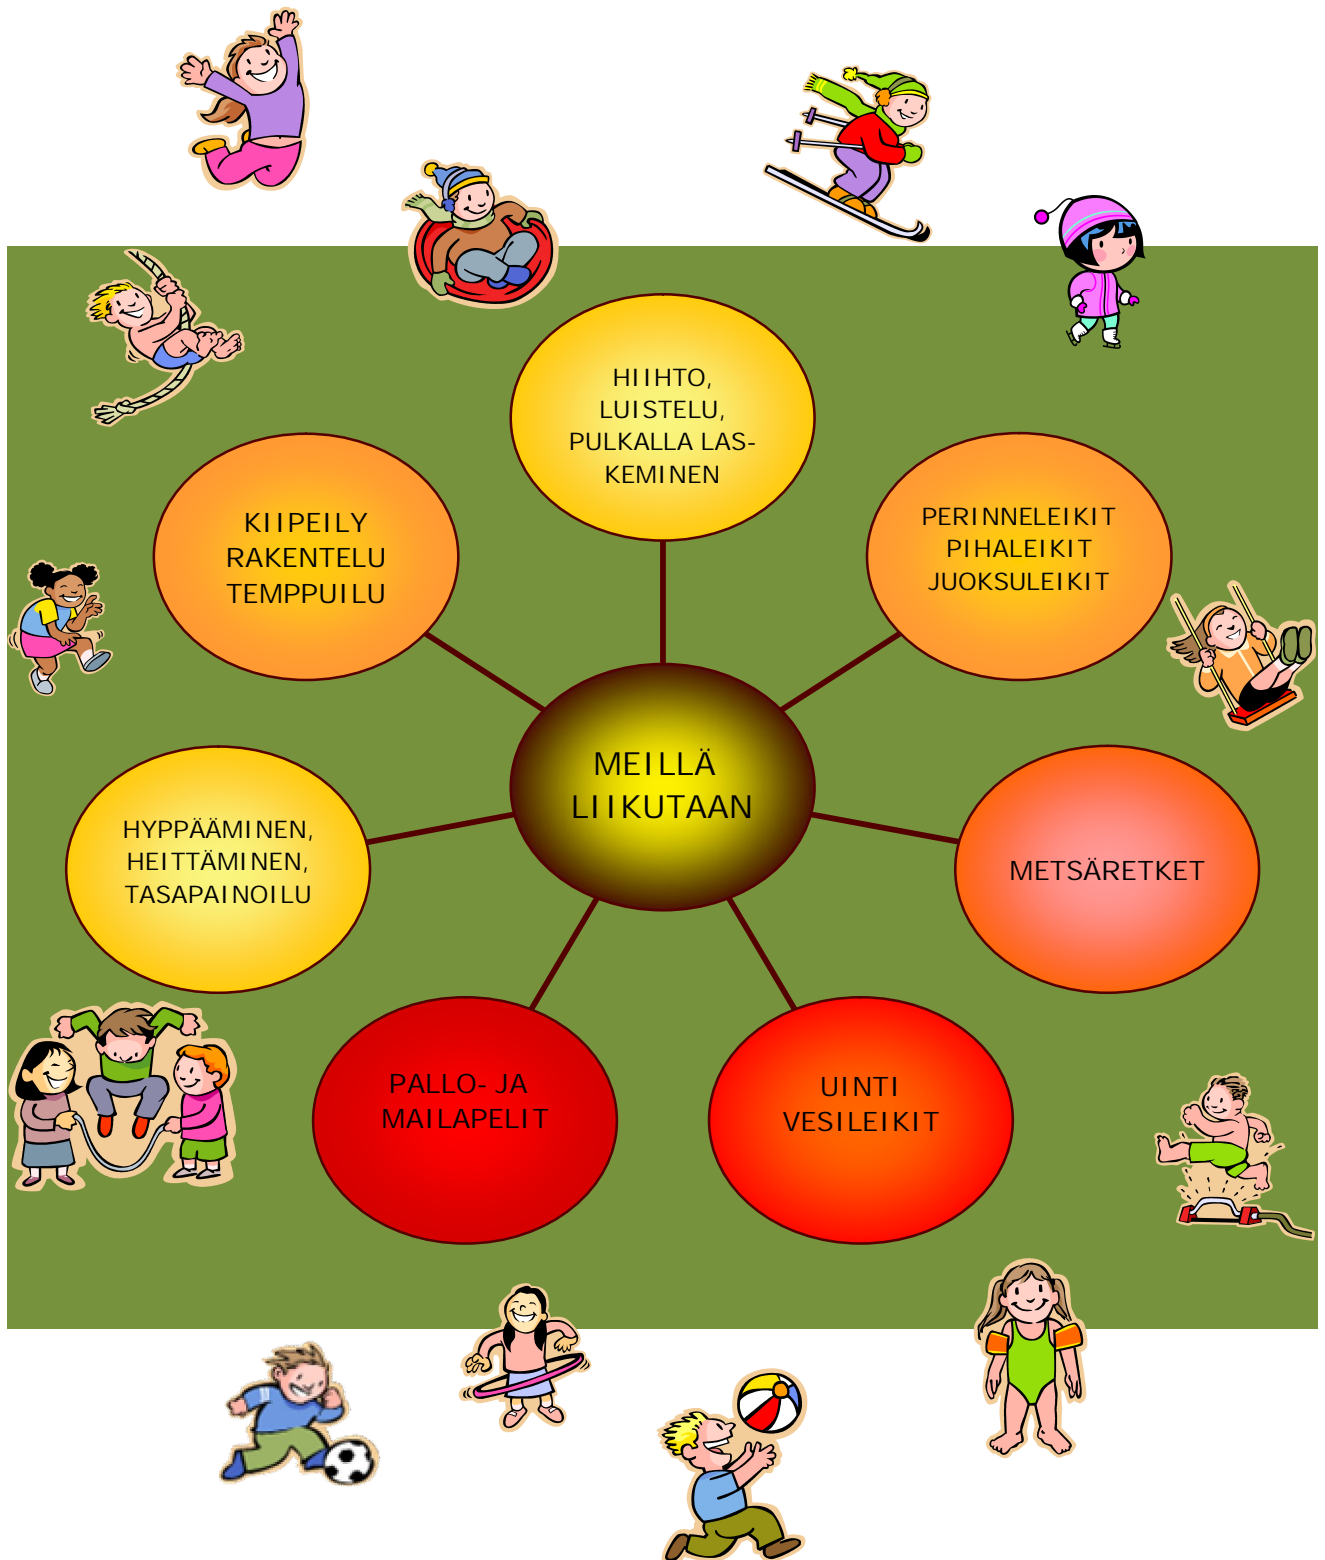 HIIHTO,
LUISTELU,
PULKALLA LAS-
KEMINEN
KIIPEILY
RAKENTELU
TEMPPUILU
PERINNELEIKIT
PIHALEIKIT
JUOKSULEIKIT
MEILLÄ
LIIKUTAAN
HYPPÄÄMINEN,
HEITTÄMINEN,
TASAPAINOILU
METSÄRETKET
PALLO- JA
MAILAPELIT
UINTI
VESILEIKIT